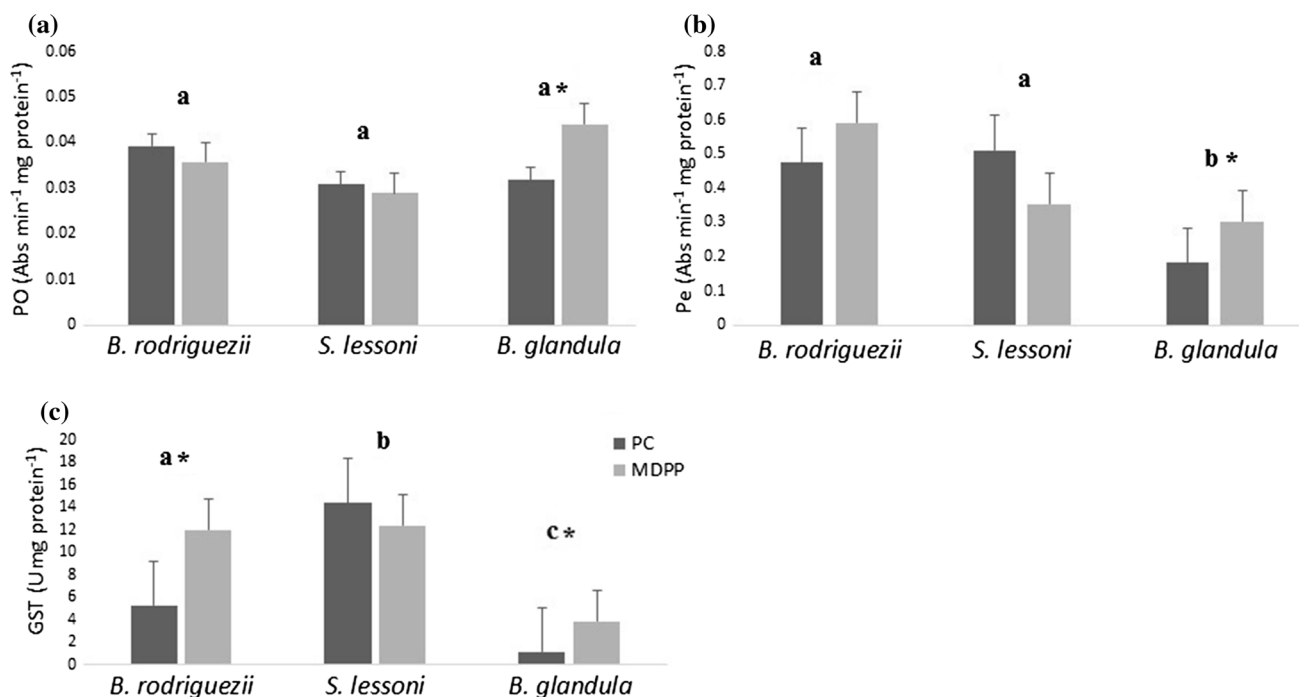 (a)
PO (Abs min⁻¹ mg protein⁻¹)
0.06
0.05
0.04
0.03
0.02
0.01
0
a
a
a *
B. rodriguezii S. lessoni B. glandula
(b)
Pe (Abs min⁻¹ mg protein⁻¹)
0.8
0.7
0.6
0.5
0.4
0.3
0.2
0.1
0
a
a
b *
B. rodriguezii S. lessoni B. glandula
(c)
GST (U mg protein⁻¹)
20
18
16
14
12
10
8
6
4
2
0
a *
b
c *
PC
MDPP
B. rodriguezii S. lessoni B. glandula